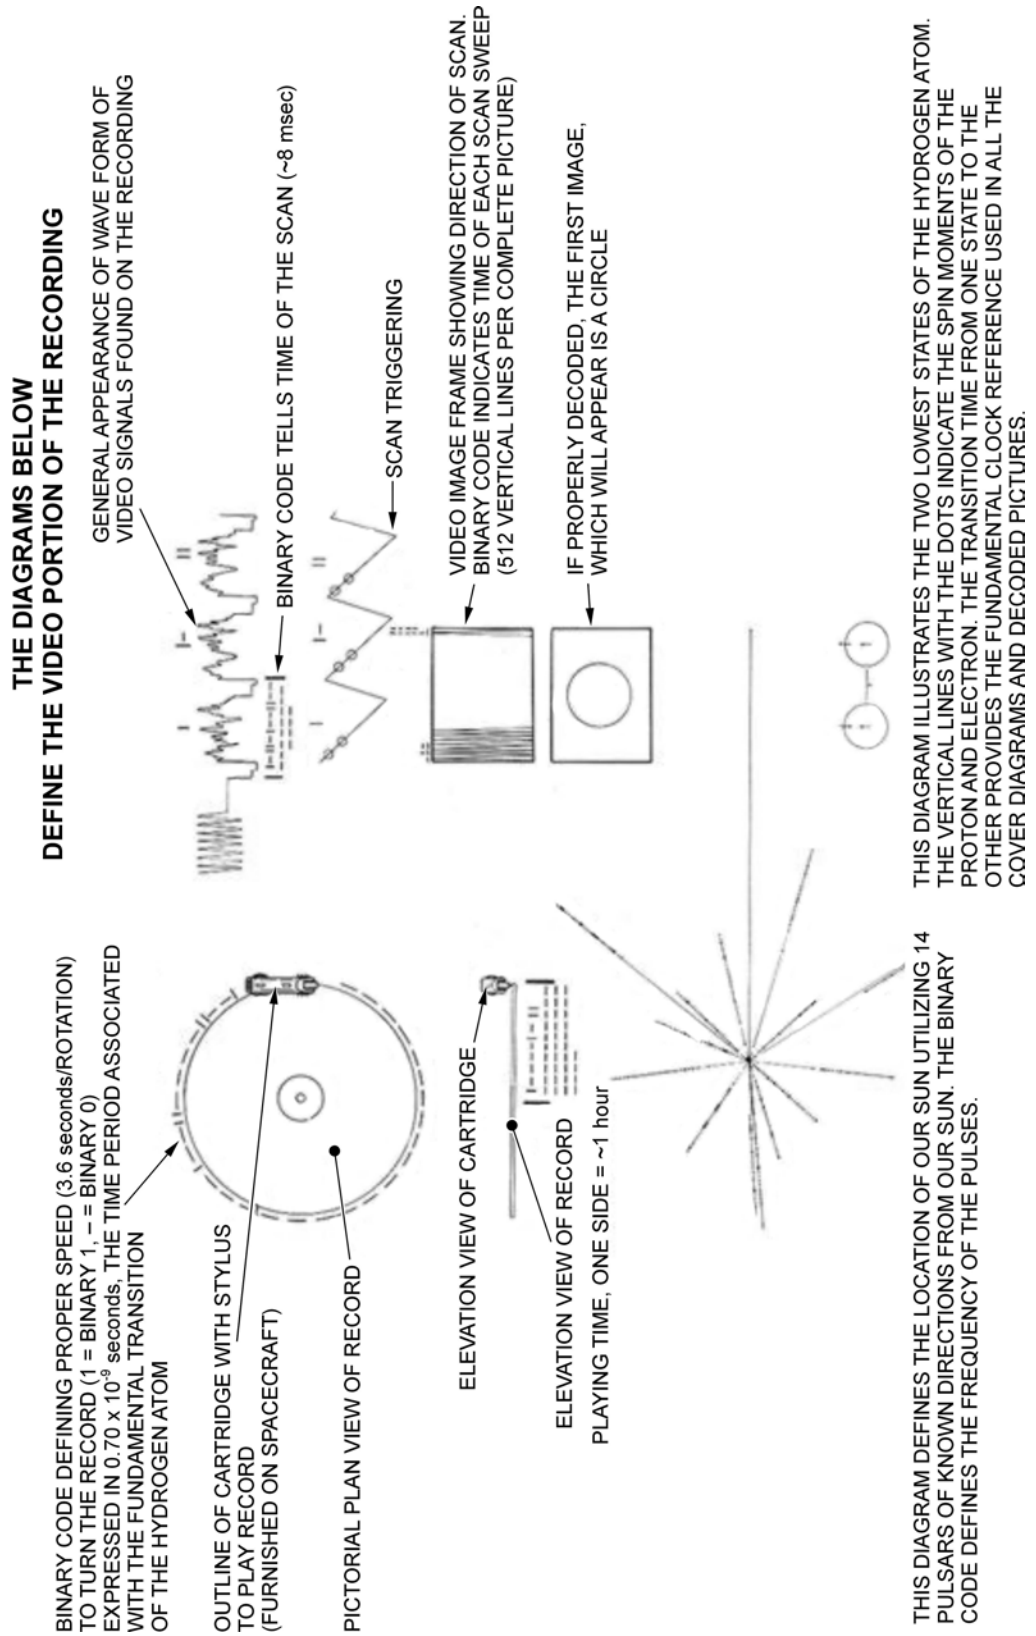 BINARY CODE DEFINING PROPER SPEED (3.6 seconds/ROTATION)
TO TURN THE RECORD (1 = BINARY 1, – = BINARY 0)
EXPRESSED IN 0.70 x 10⁻⁹ seconds, THE TIME PERIOD ASSOCIATED
WITH THE FUNDAMENTAL TRANSITION
OF THE HYDROGEN ATOM
OUTLINE OF CARTRIDGE WITH STYLUS
TO PLAY RECORD
(FURNISHED ON SPACECRAFT)
PICTORIAL PLAN VIEW OF RECORD
ELEVATION VIEW OF CARTRIDGE
ELEVATION VIEW OF RECORD
PLAYING TIME, ONE SIDE = ~1 hour
THIS DIAGRAM DEFINES THE LOCATION OF OUR SUN UTILIZING 14
PULSARS OF KNOWN DIRECTIONS FROM OUR SUN. THE BINARY
CODE DEFINES THE FREQUENCY OF THE PULSES.
THE DIAGRAMS BELOW
DEFINE THE VIDEO PORTION OF THE RECORDING
GENERAL APPEARANCE OF WAVE FORM OF
VIDEO SIGNALS FOUND ON THE RECORDING
BINARY CODE TELLS TIME OF THE SCAN (~8 msec)
SCAN TRIGGERING
VIDEO IMAGE FRAME SHOWING DIRECTION OF SCAN.
BINARY CODE INDICATES TIME OF EACH SCAN SWEEP
(512 VERTICAL LINES PER COMPLETE PICTURE)
IF PROPERLY DECODED, THE FIRST IMAGE,
WHICH WILL APPEAR IS A CIRCLE
THIS DIAGRAM ILLUSTRATES THE TWO LOWEST STATES OF THE HYDROGEN ATOM.
THE VERTICAL LINES WITH THE DOTS INDICATE THE SPIN MOMENTS OF THE
PROTON AND ELECTRON. THE TRANSITION TIME FROM ONE STATE TO THE
OTHER PROVIDES THE FUNDAMENTAL CLOCK REFERENCE USED IN ALL THE
COVER DIAGRAMS AND DECODED PICTURES.